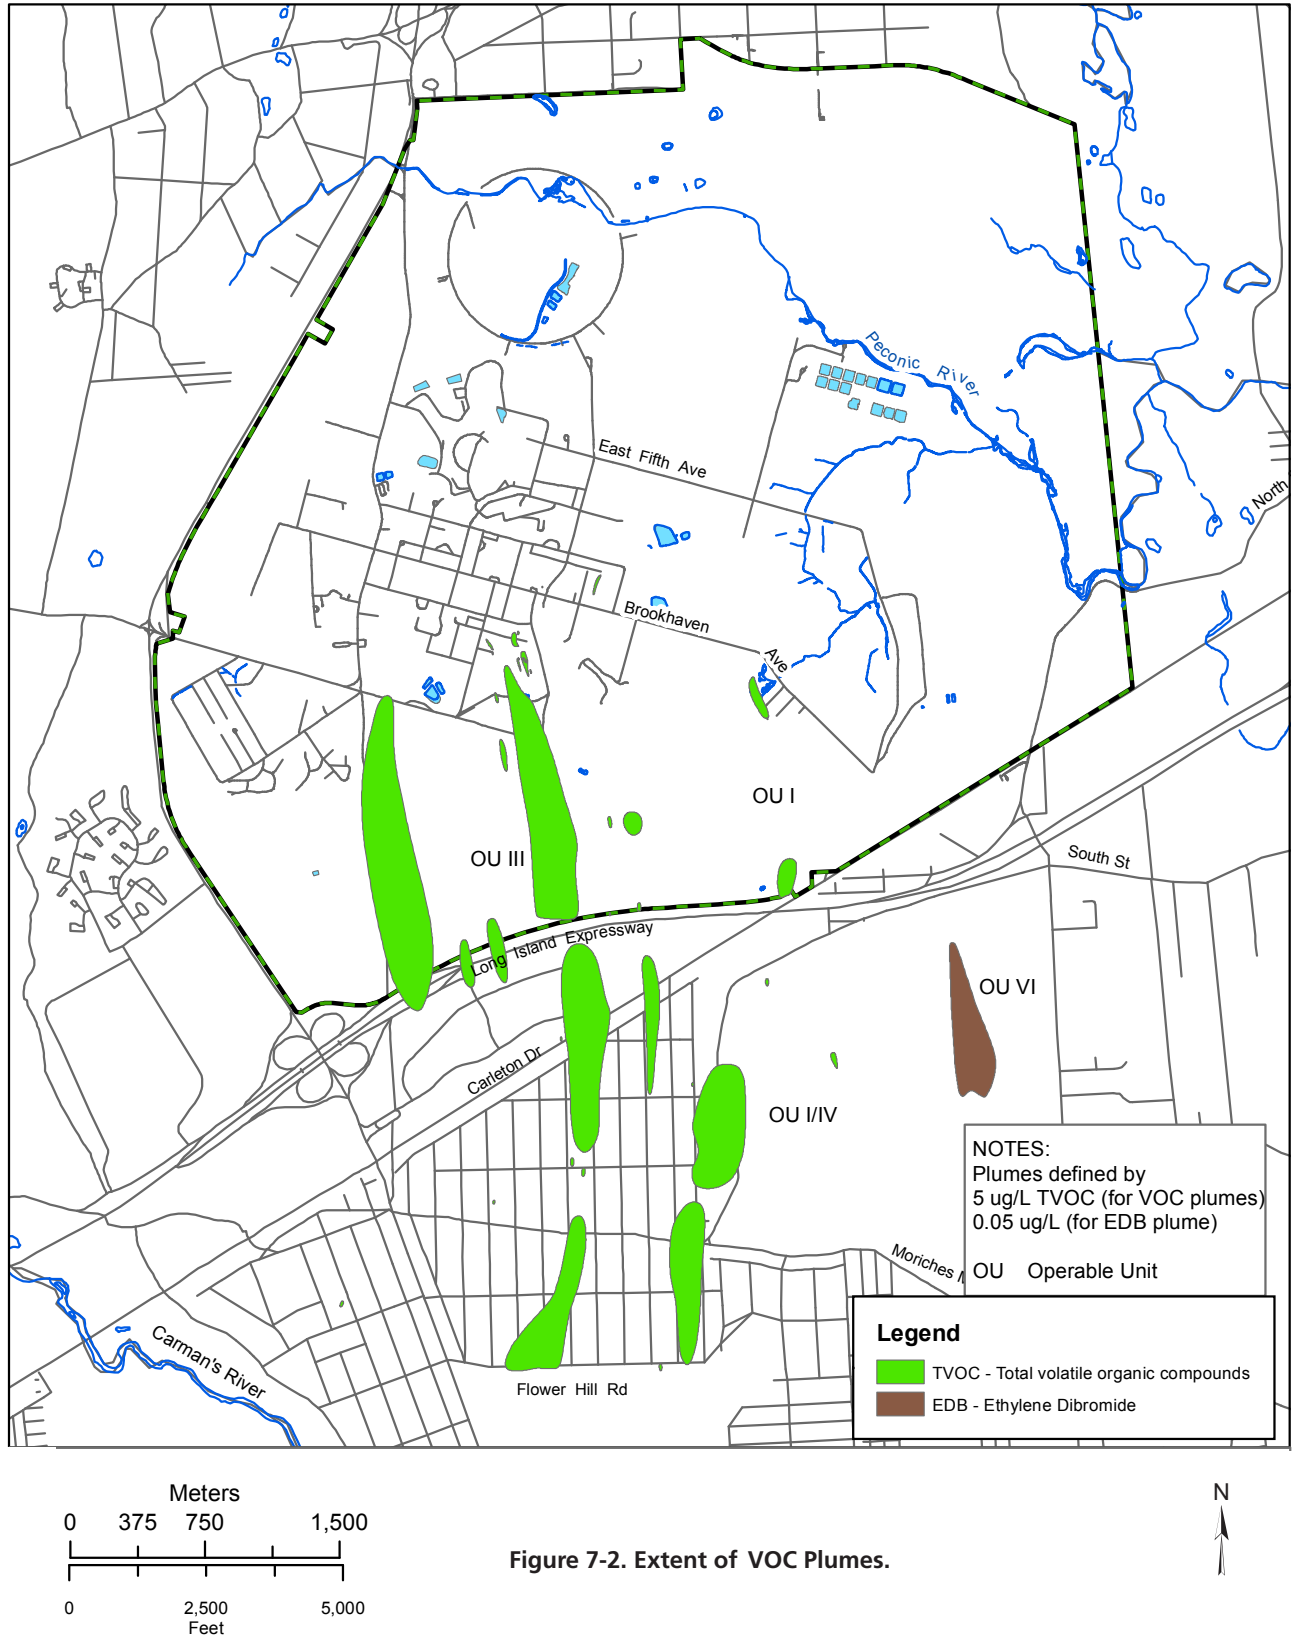 Peconic River
East Fifth Ave
North
Brookhaven
Ave
OU I
OU III
South St
Long Island Expressway
OU VI
Carleton Dr
OU I/IV
NOTES:
Plumes defined by
5 ug/L TVOC (for VOC plumes)
0.05 ug/L (for EDB plume)
OU Operable Unit
Moriches
Carman's River
Flower Hill Rd
Legend
TVOC - Total volatile organic compounds
EDB - Ethylene Dibromide
Meters
0 375 750 1,500
0 2,500 5,000
Feet
N
Figure 7-2. Extent of VOC Plumes.